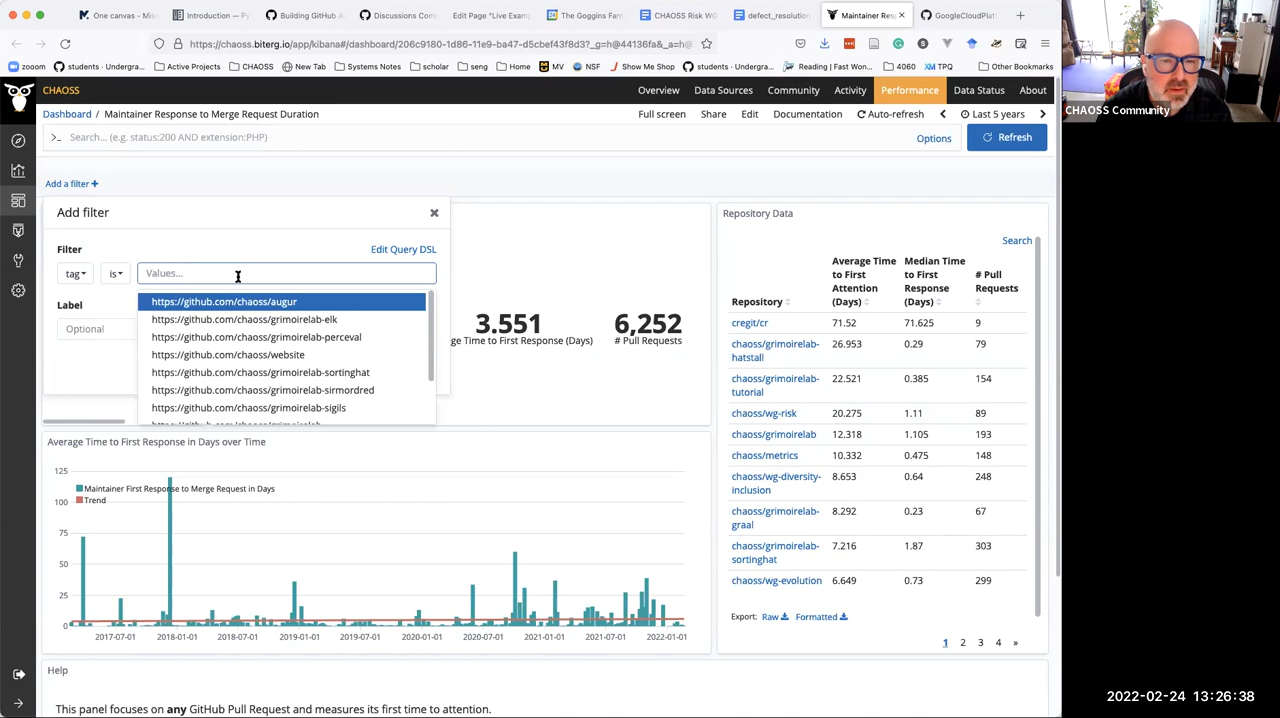 One canvas - Mis
Introduction — Py
Building GitHub A
Discussions Com
Edit Page "Live Examp
The Goggins Fam
CHAOSS Risk WG
defect_resolution
Maintainer Resp
GoogleCloudPlat
https://chaoss.biterg.io/app/kibana#/dashboard/206c9180-1d86-11e9-ba47-d5cbef43f8d3?_g=h@44136fa&_a=h@
zooom
students - Undergra...
Active Projects
CHAOSS
New Tab
Systems Notes
scholar
seng
Home
MV
NSF
Show Me Shop
students - Undergra...
Reading | Fast Won...
4060
TPQ
Other Bookmarks
CHAOSS
Overview
Data Sources
Community
Activity
Performance
Data Status
About
Dashboard / Maintainer Response to Merge Request Duration
Full screen
Share
Edit
Documentation
Auto-refresh
Last 5 years
>_ Search... (e.g. status:200 AND extension:PHP)
Options
Refresh
Add a filter +
Add filter
Filter
Edit Query DSL
tag
is
Values...
Label
Optional
https://github.com/chaoss/augur
https://github.com/chaoss/grimoirelab-elk
https://github.com/chaoss/grimoirelab-perceval
https://github.com/chaoss/website
https://github.com/chaoss/grimoirelab-sortinghat
https://github.com/chaoss/grimoirelab-sirmordred
https://github.com/chaoss/grimoirelab-sigils
3.551
ge Time to First Response (Days)
6,252
# Pull Requests
Average Time to First Response in Days over Time
125
100
75
50
25
0
Maintainer First Response to Merge Request in Days
Trend
2017-07-01
2018-01-01
2018-07-01
2019-01-01
2019-07-01
2020-01-01
2020-07-01
2021-01-01
2021-07-01
2022-01-01
Repository Data
Search
Repository
Average Time to First Attention (Days)
Median Time to First Response (Days)
# Pull Requests
cregit/cr 71.52 71.625 9
chaoss/grimoirelab-hatstall 26.953 0.29 79
chaoss/grimoirelab-tutorial 22.521 0.385 154
chaoss/wg-risk 20.275 1.11 89
chaoss/grimoirelab 12.318 1.105 193
chaoss/metrics 10.332 0.475 148
chaoss/wg-diversity-inclusion 8.653 0.64 248
chaoss/grimoirelab-graal 8.292 0.23 67
chaoss/grimoirelab-sortinghat 7.216 1.87 303
chaoss/wg-evolution 6.649 0.73 299
Export: Raw Formatted
1 2 3 4 »
Help
This panel focuses on any GitHub Pull Request and measures its first time to attention.
CHAOSS Community
2022-02-24 13:26:38